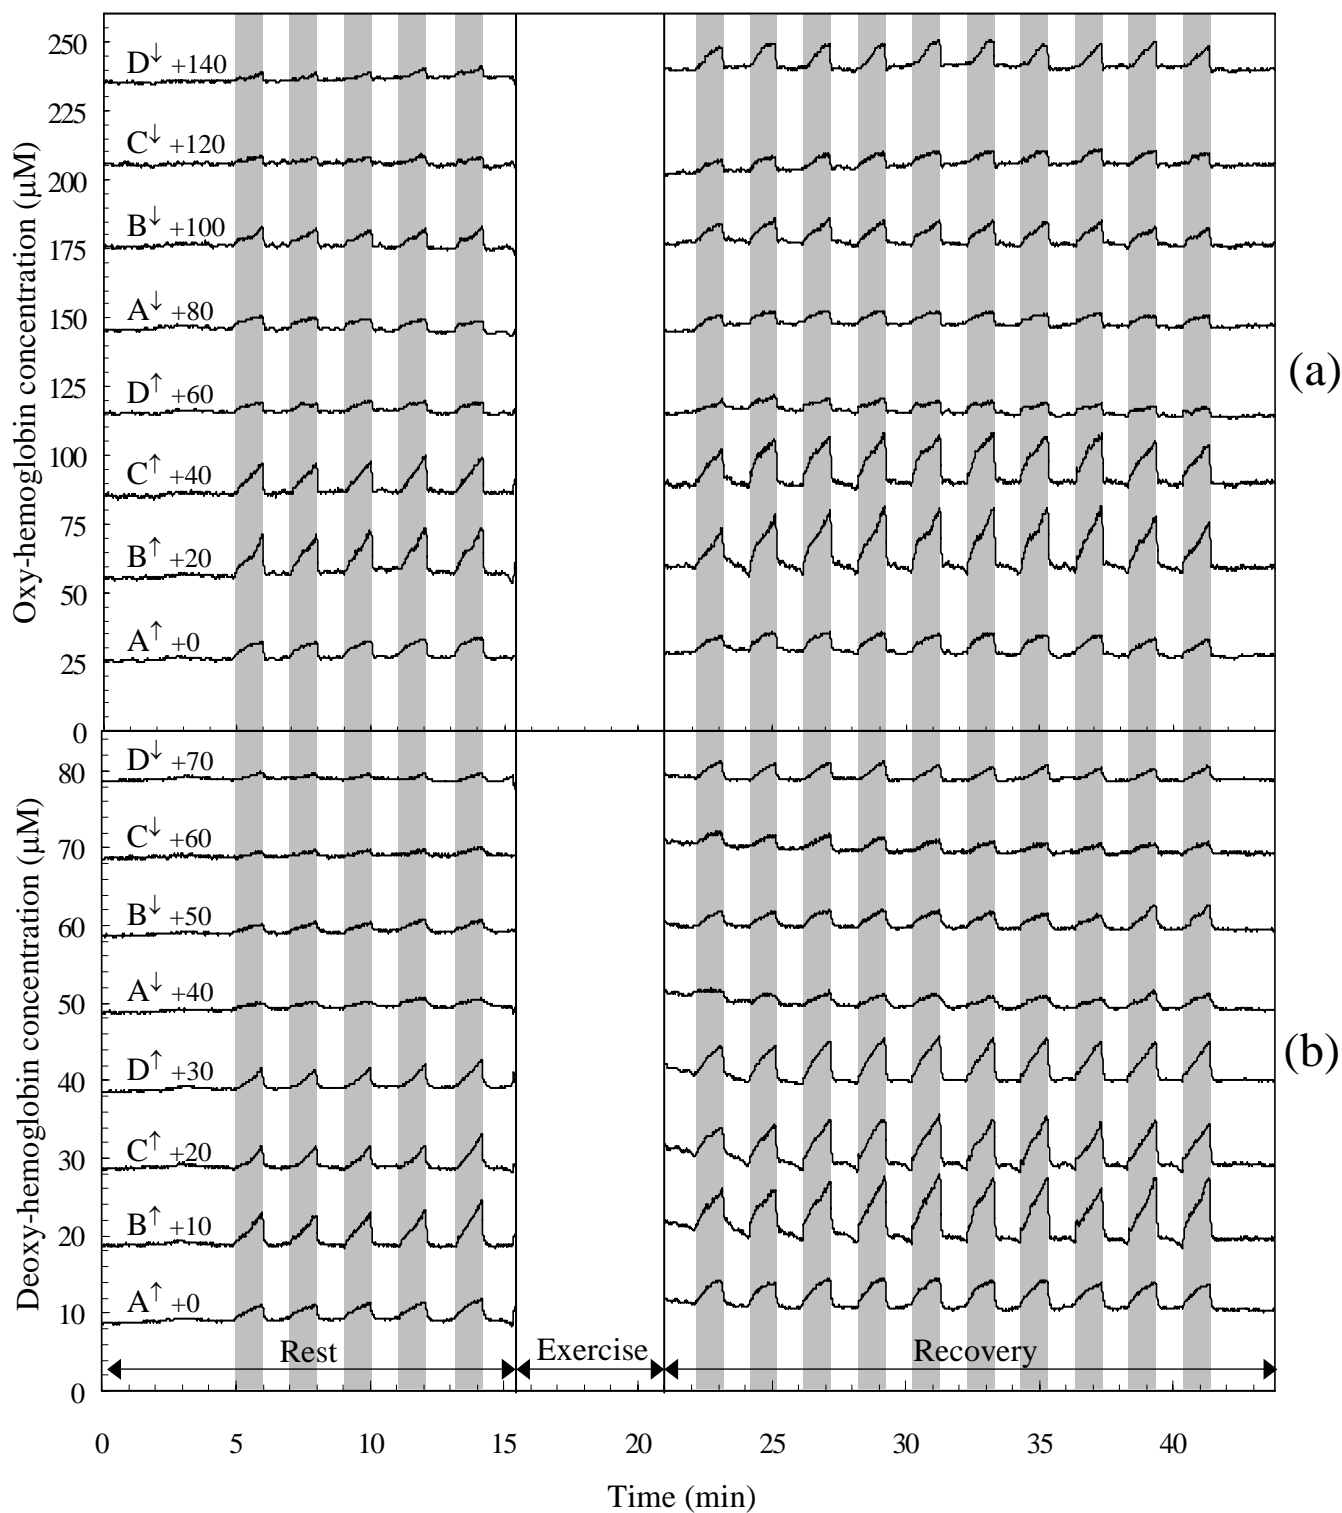 250
225
200
175
150
125
100
75
50
25
0
Oxy-hemoglobin concentration (μM)
D↓ +140
C↓ +120
B↓ +100
A↓ +80
D↑ +60
C↑ +40
B↑ +20
A↑ +0
(a)
80
70
60
50
40
30
20
10
0
Deoxy-hemoglobin concentration (μM)
D↓ +70
C↓ +60
B↓ +50
A↓ +40
D↑ +30
C↑ +20
B↑ +10
A↑ +0
(b)
Rest
Exercise
Recovery
0 5 10 15 20 25 30 35 40
Time (min)